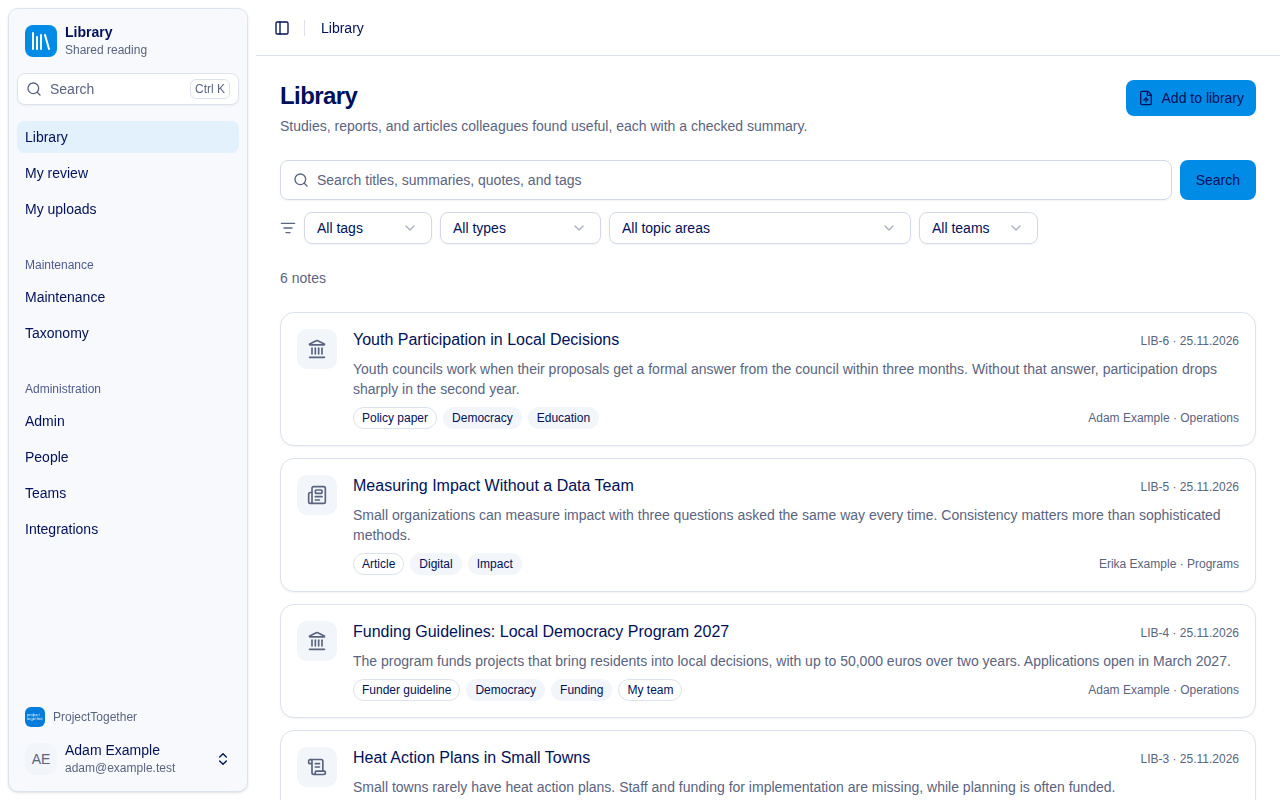 Library
Shared reading
Search
Ctrl K
Library
My review
My uploads
Maintenance
Maintenance
Taxonomy
Administration
Admin
People
Teams
Integrations
ProjectTogether
AE
Adam Example
adam@example.test
Library
Library
Add to library
Studies, reports, and articles colleagues found useful, each with a checked summary.
Search titles, summaries, quotes, and tags
Search
All tags
All types
All topic areas
All teams
6 notes
Youth Participation in Local Decisions
LIB-6 · 25.11.2026
Youth councils work when their proposals get a formal answer from the council within three months. Without that answer, participation drops
sharply in the second year.
Policy paper
Democracy
Education
Adam Example · Operations
Measuring Impact Without a Data Team
LIB-5 · 25.11.2026
Small organizations can measure impact with three questions asked the same way every time. Consistency matters more than sophisticated
methods.
Article
Digital
Impact
Erika Example · Programs
Funding Guidelines: Local Democracy Program 2027
LIB-4 · 25.11.2026
The program funds projects that bring residents into local decisions, with up to 50,000 euros over two years. Applications open in March 2027.
Funder guideline
Democracy
Funding
My team
Adam Example · Operations
Heat Action Plans in Small Towns
LIB-3 · 25.11.2026
Small towns rarely have heat action plans. Staff and funding for implementation are missing, while planning is often funded.